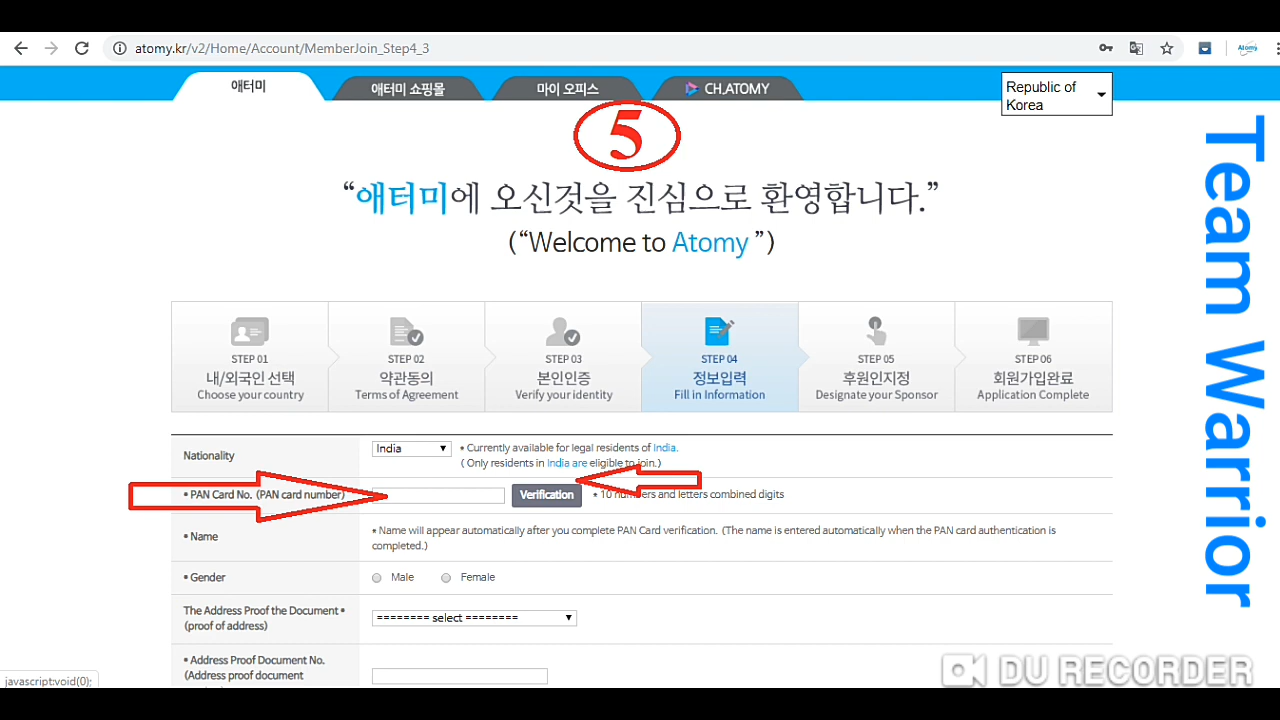 atomy.kr/v2/Home/Account/MemberJoin_Step4_3
Atomy
애터미
애터미 쇼핑몰
마이 오피스
CH.ATOMY
Republic of
Korea
5
“애터미에 오신것을 진심으로 환영합니다.”
(“Welcome to Atomy ”)
STEP 01
내/외국인 선택
Choose your country
STEP 02
약관동의
Terms of Agreement
STEP 03
본인인증
Verify your identity
STEP 04
정보입력
Fill in Information
STEP 05
후원인지정
Designate your Sponsor
STEP 06
회원가입완료
Application Complete
Nationality
India
* Currently available for legal residents of India.
( Only residents in India are eligible to join.)
• PAN Card No. (PAN card number)
Verification
* 10 numbers and letters combined digits
• Name
* Name will appear automatically after you complete PAN Card verification. (The name is entered automatically when the PAN card authentication is
completed.)
• Gender
Male
Female
The Address Proof the Document •
(proof of address)
======== select ========
• Address Proof Document No.
(Address proof document
javascript:void(0);
Team Warrior
DU RECORDER